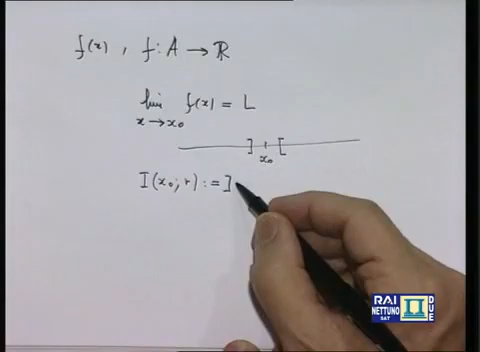 f(x) , f: A → ℝ
lim f(x) = L
x → x₀
] [
x₀
I(x₀; r) := ]
RAI
NETTUNO
SAT
DUE